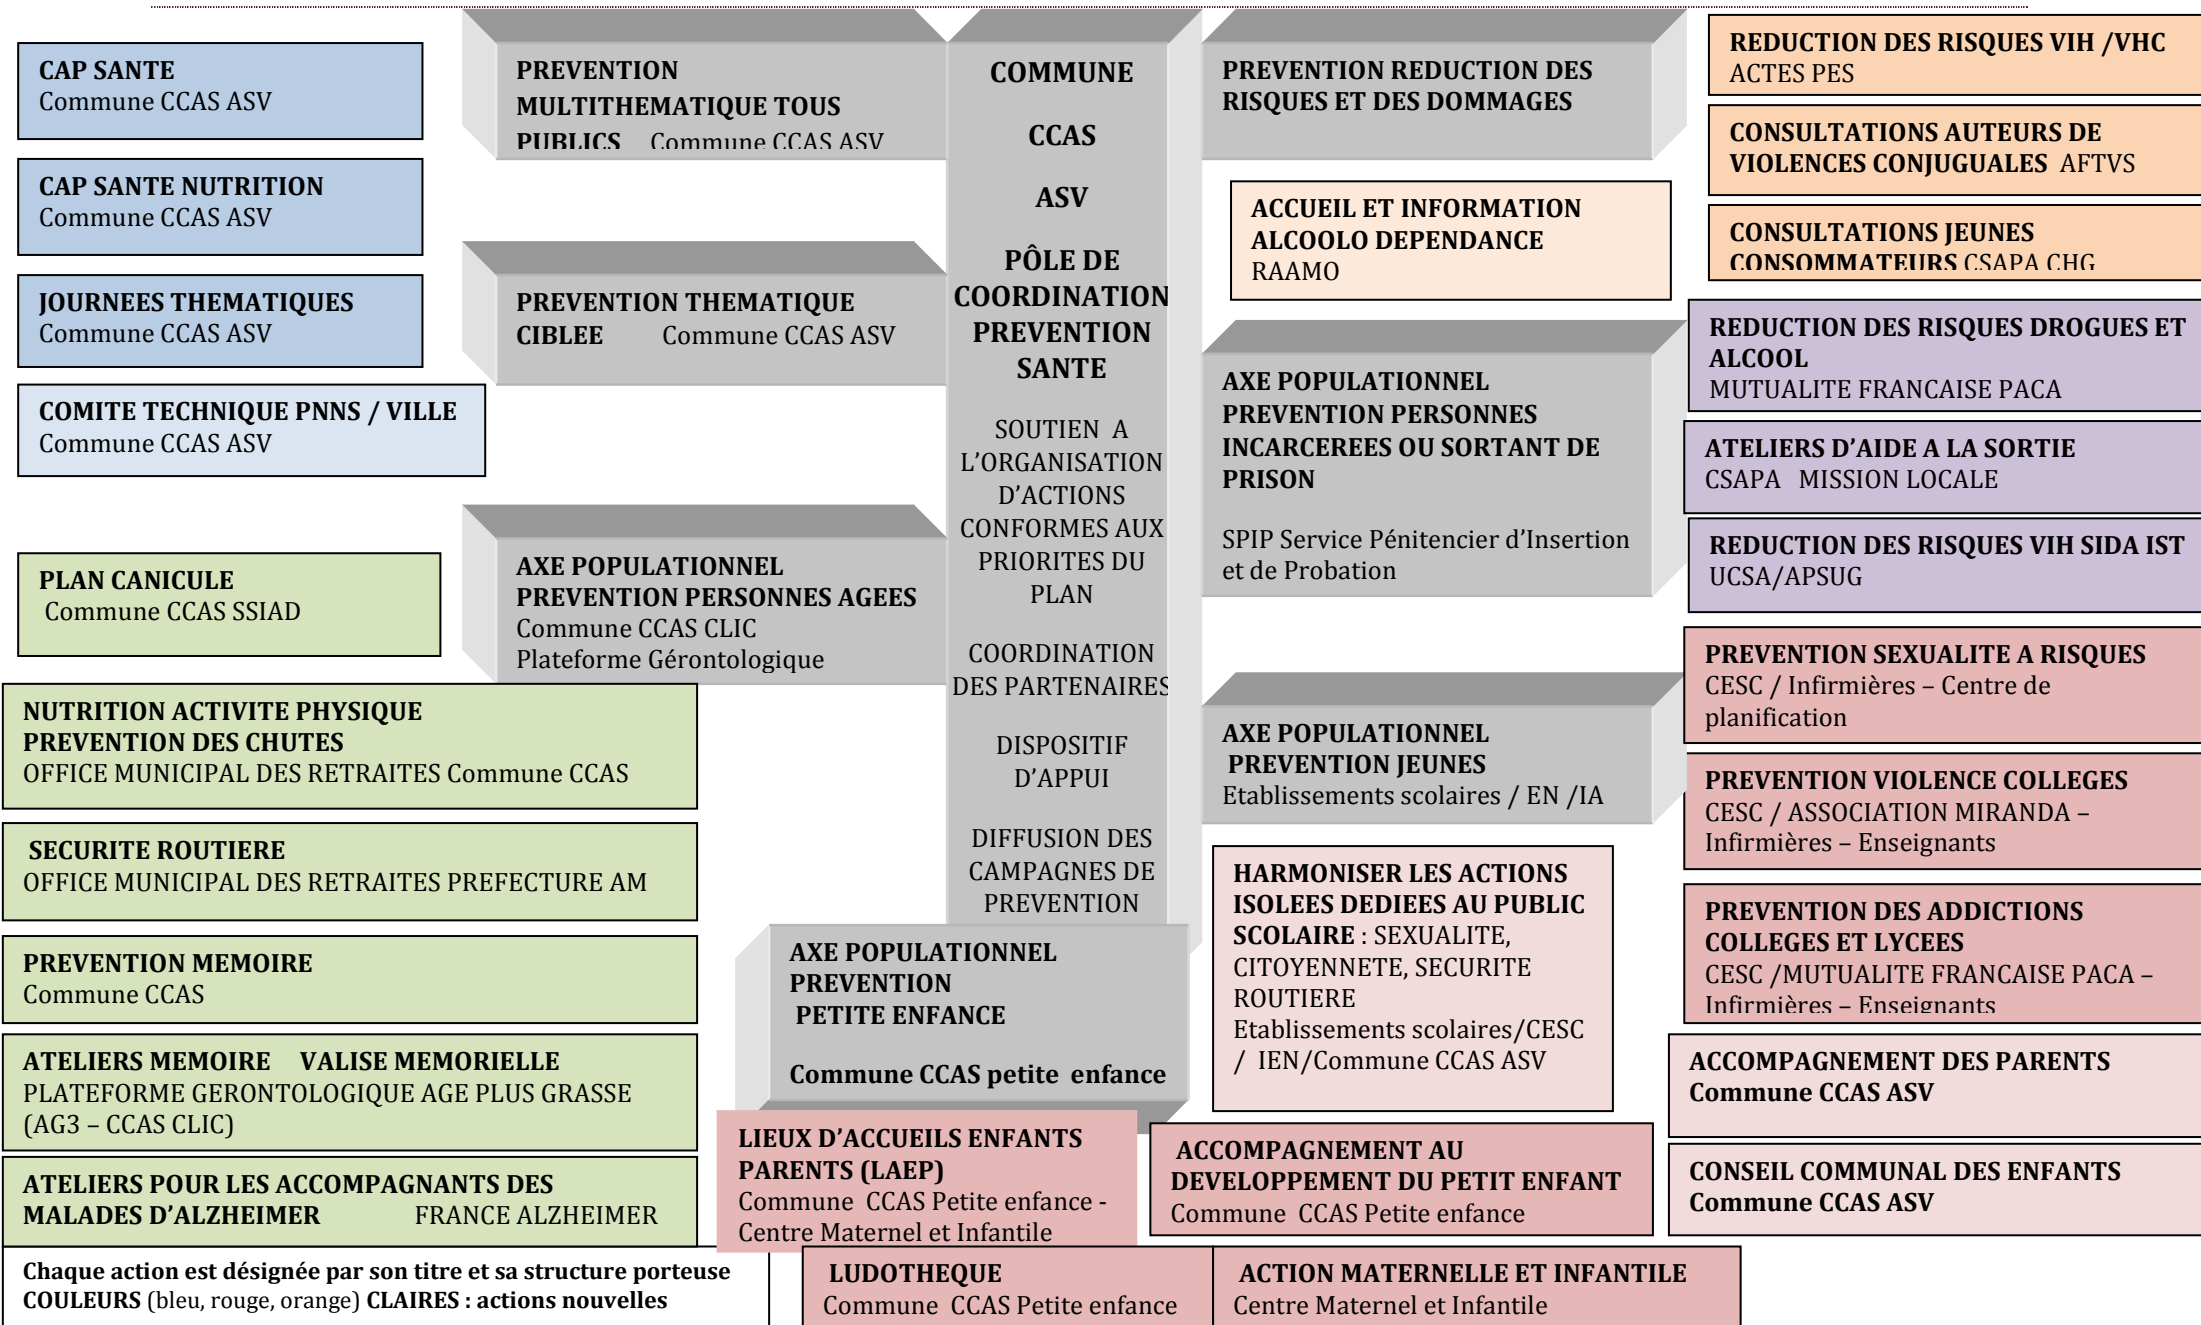 CAP SANTE
Commune CCAS ASV
CAP SANTE NUTRITION
Commune CCAS ASV
JOURNEES THEMATIQUES
Commune CCAS ASV
COMITE TECHNIQUE PNNS / VILLE
Commune CCAS ASV
PLAN CANICULE
Commune CCAS SSIAD
NUTRITION ACTIVITE PHYSIQUE
PREVENTION DES CHUTES
OFFICE MUNICIPAL DES RETRAITES Commune CCAS
SECURITE ROUTIERE
OFFICE MUNICIPAL DES RETRAITES PREFECTURE AM
PREVENTION MEMOIRE
Commune CCAS
ATELIERS MEMOIRE VALISE MEMORIELLE
PLATEFORME GERONTOLOGIQUE AGE PLUS GRASSE
(AG3 – CCAS CLIC)
ATELIERS POUR LES ACCOMPAGNANTS DES
MALADES D'ALZHEIMER FRANCE ALZHEIMER
Chaque action est désignée par son titre et sa structure porteuse
COULEURS (bleu, rouge, orange) CLAIRES : actions nouvelles
PREVENTION
MULTITHEMATIQUE TOUS
PUBLICS Commune CCAS ASV
PREVENTION THEMATIQUE
CIBLEE Commune CCAS ASV
AXE POPULATIONNEL
PREVENTION PERSONNES AGEES
Commune CCAS CLIC
Plateforme Gérontologique
COMMUNE
CCAS
ASV
PÔLE DE
COORDINATION
PREVENTION
SANTE
SOUTIEN A
L'ORGANISATION
D'ACTIONS
CONFORMES AUX
PRIORITES DU
PLAN
COORDINATION
DES PARTENAIRES
DISPOSITIF
D'APPUI
DIFFUSION DES
CAMPAGNES DE
PREVENTION
AXE POPULATIONNEL
PREVENTION
PETITE ENFANCE
Commune CCAS petite enfance
LIEUX D'ACCUEILS ENFANTS
PARENTS (LAEP)
Commune CCAS Petite enfance -
Centre Maternel et Infantile
LUDOTHEQUE
Commune CCAS Petite enfance
PREVENTION REDUCTION DES
RISQUES ET DES DOMMAGES
ACCUEIL ET INFORMATION
ALCOOLO DEPENDANCE
RAAMO
AXE POPULATIONNEL
PREVENTION PERSONNES
INCARCEREES OU SORTANT DE
PRISON
SPIP Service Pénitencier d'Insertion
et de Probation
AXE POPULATIONNEL
PREVENTION JEUNES
Etablissements scolaires / EN /IA
HARMONISER LES ACTIONS
ISOLEES DEDIEES AU PUBLIC
SCOLAIRE : SEXUALITE,
CITOYENNETE, SECURITE
ROUTIERE
Etablissements scolaires/CESC
/ IEN/Commune CCAS ASV
ACCOMPAGNEMENT AU
DEVELOPPEMENT DU PETIT ENFANT
Commune CCAS Petite enfance
ACTION MATERNELLE ET INFANTILE
Centre Maternel et Infantile
REDUCTION DES RISQUES VIH /VHC
ACTES PES
CONSULTATIONS AUTEURS DE
VIOLENCES CONJUGUALES AFTVS
CONSULTATIONS JEUNES
CONSOMMATEURS CSAPA CHG
REDUCTION DES RISQUES DROGUES ET
ALCOOL
MUTUALITE FRANCAISE PACA
ATELIERS D'AIDE A LA SORTIE
CSAPA MISSION LOCALE
REDUCTION DES RISQUES VIH SIDA IST
UCSA/APSUG
PREVENTION SEXUALITE A RISQUES
CESC / Infirmières – Centre de
planification
PREVENTION VIOLENCE COLLEGES
CESC / ASSOCIATION MIRANDA –
Infirmières – Enseignants
PREVENTION DES ADDICTIONS
COLLEGES ET LYCEES
CESC /MUTUALITE FRANCAISE PACA –
Infirmières – Enseignants
ACCOMPAGNEMENT DES PARENTS
Commune CCAS ASV
CONSEIL COMMUNAL DES ENFANTS
Commune CCAS ASV